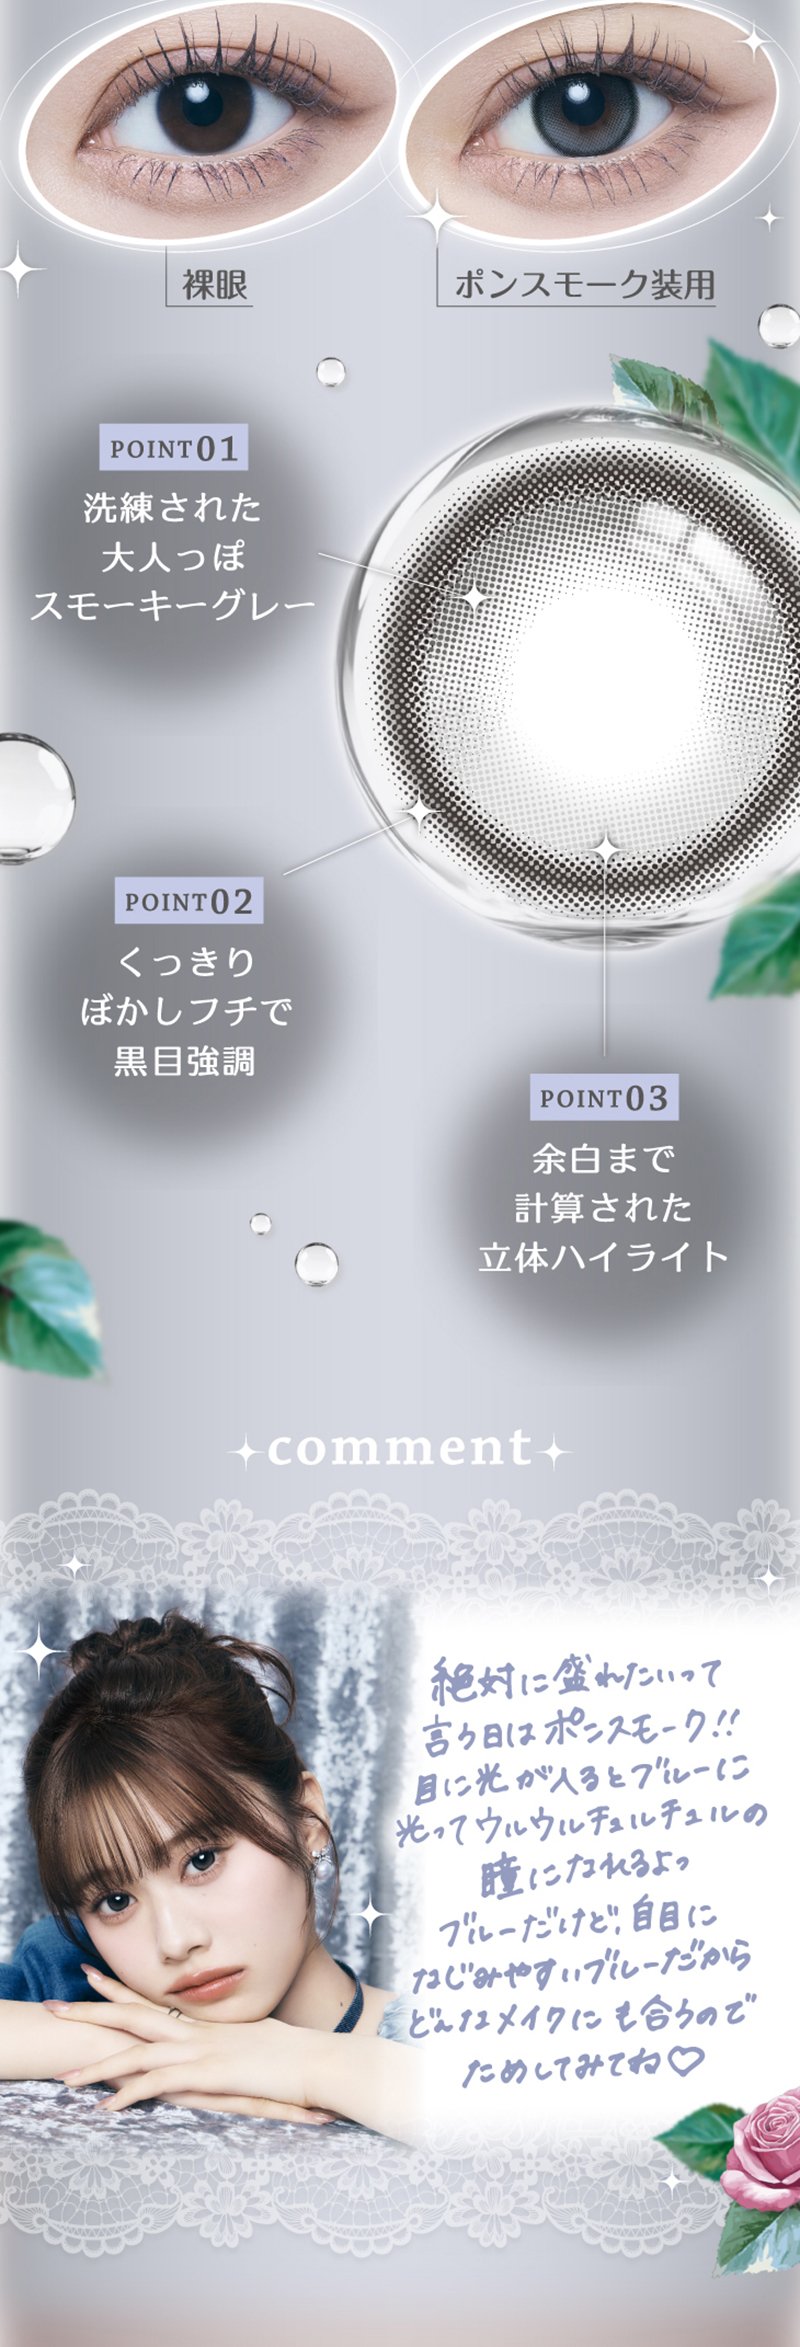 裸眼
ポンスモーク装用
POINT01
洗練された
大人っぽ
スモーキーグレー
POINT02
くっきり
ぼかしフチで
黒目強調
POINT03
余白まで
計算された
立体ハイライト
comment
絶対に盛れたいって
言う日はポンスモーク!!
目に光が入るとブルーに
光ってウルウルチュルチュルの
瞳になれるよっ
ブルーだけど、自目に
なじみやすいブルーだから
どんなメイクにも合うので
ためしてみてね♡